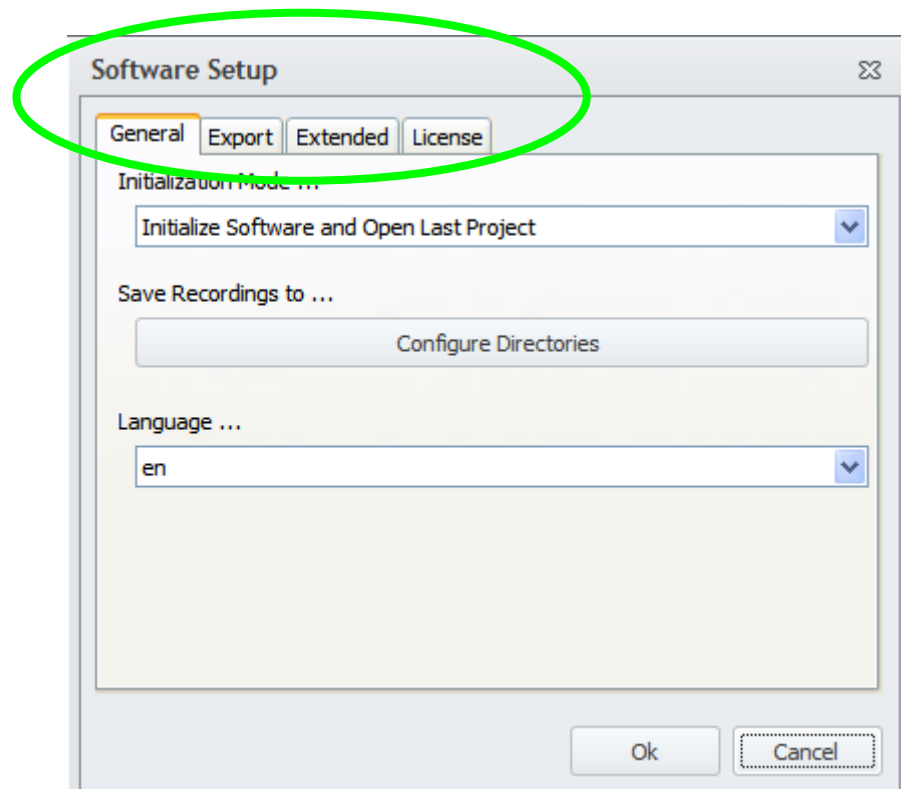 Software Setup
General Export Extended License
Initialization Mode ...
Initialize Software and Open Last Project
Save Recordings to ...
Configure Directories
Language ...
en
Ok Cancel